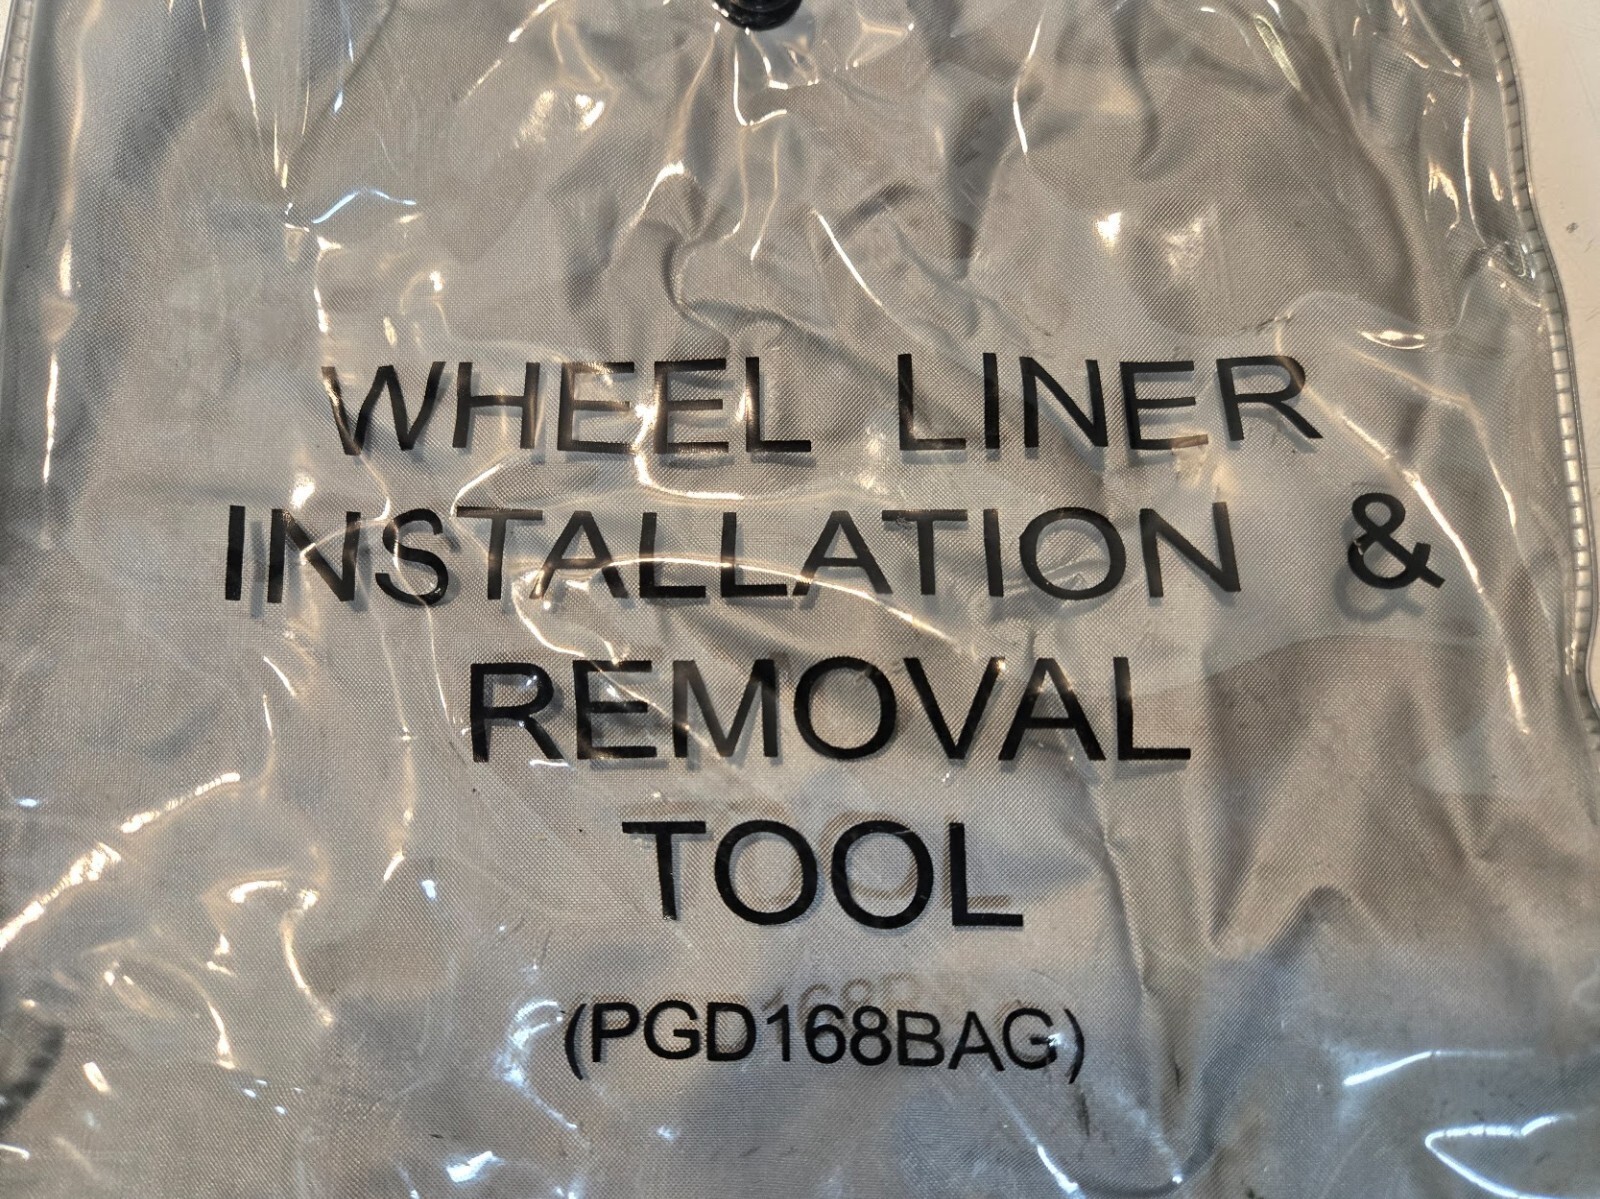 WHEEL LINER
INSTALLATION &
REMOVAL
TOOL
(PGD168BAG)